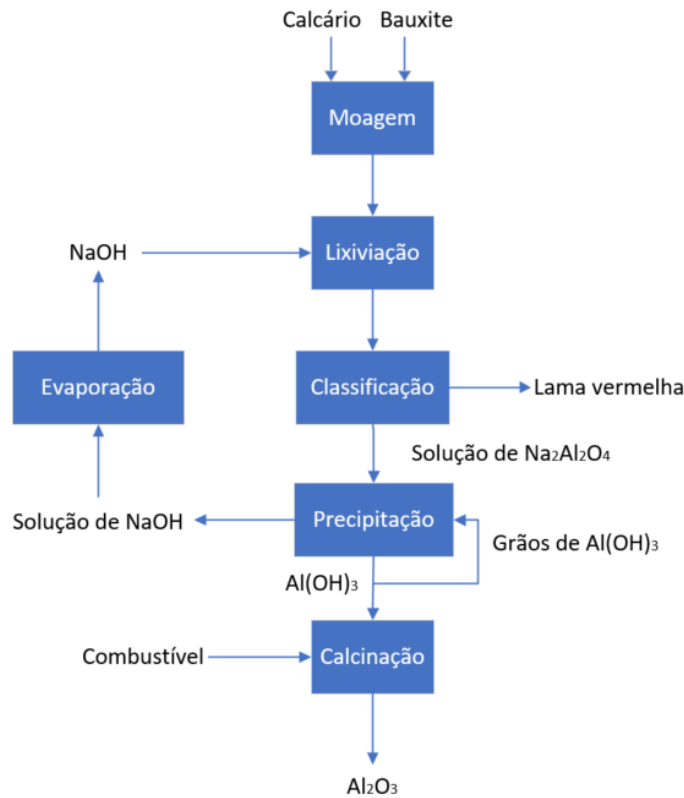 Calcário Bauxite
Moagem
NaOH
Lixiviação
Evaporação
Classificação
Lama vermelha
Solução de Na₂Al₂O₄
Solução de NaOH
Precipitação
Grãos de Al(OH)₃
Al(OH)₃
Combustível
Calcinação
Al₂O₃